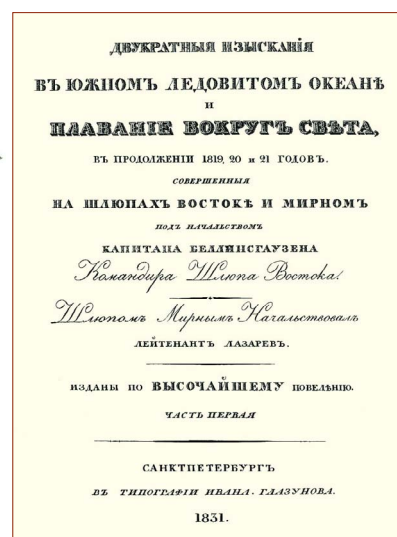 ДВУКРАТНЫЯ ИЗЫСКАНІЯ
ВЪ ЮЖНОМЪ ЛЕДОВИТОМЪ ОКЕАНѢ
И
ПЛАВАНІЕ ВОКРУГЪ СВѢТА,
ВЪ ПРОДОЛЖЕНІИ 1819, 20 и 21 ГОДОВЪ.
СОВЕРШЕННЫЯ
НА ШЛЮПАХЪ ВОСТОКѢ И МИРНОМЪ
ПОДЪ НАЧАЛЬСТВОМЪ
КАПИТАНА БЕЛЛИНСГАУЗЕНА
Командира Шлюпа Востока.
Шлюпомъ Мирнымъ Начальствовалъ
ЛЕЙТЕНАНТЪ ЛАЗАРЕВЪ.
ИЗДАНЫ ПО ВЫСОЧАЙШЕМУ ПОВЕЛѢНІЮ.
ЧАСТЬ ПЕРВАЯ
САНКТПЕТЕРБУРГЪ
ВЪ ТИПОГРАФІИ ИВАНА ГЛАЗУНОВА.
1831.